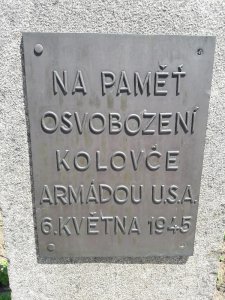 NA PAMĚŤ
OSVOBOZENÍ
KOLOVČE
ARMÁDOU U.S.A.
6.KVĚTNA 1945